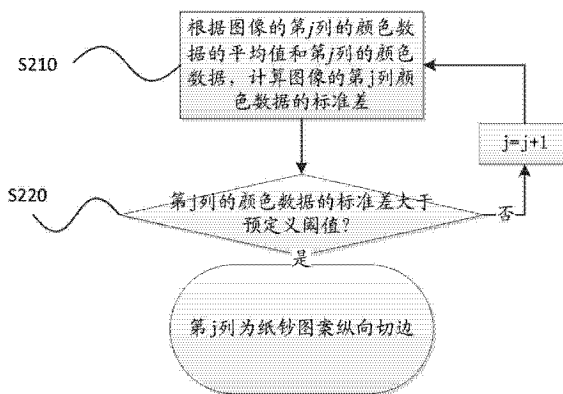 根据图像的第j列的颜色数
据的平均值和第j列的颜色
数据，计算图像的第j列颜
色数据的标准差
S210
j=j+1
S220
第j列的颜色数据的标准差大于
预定义阈值？
否
是
第j列为纸钞图案纵向切边